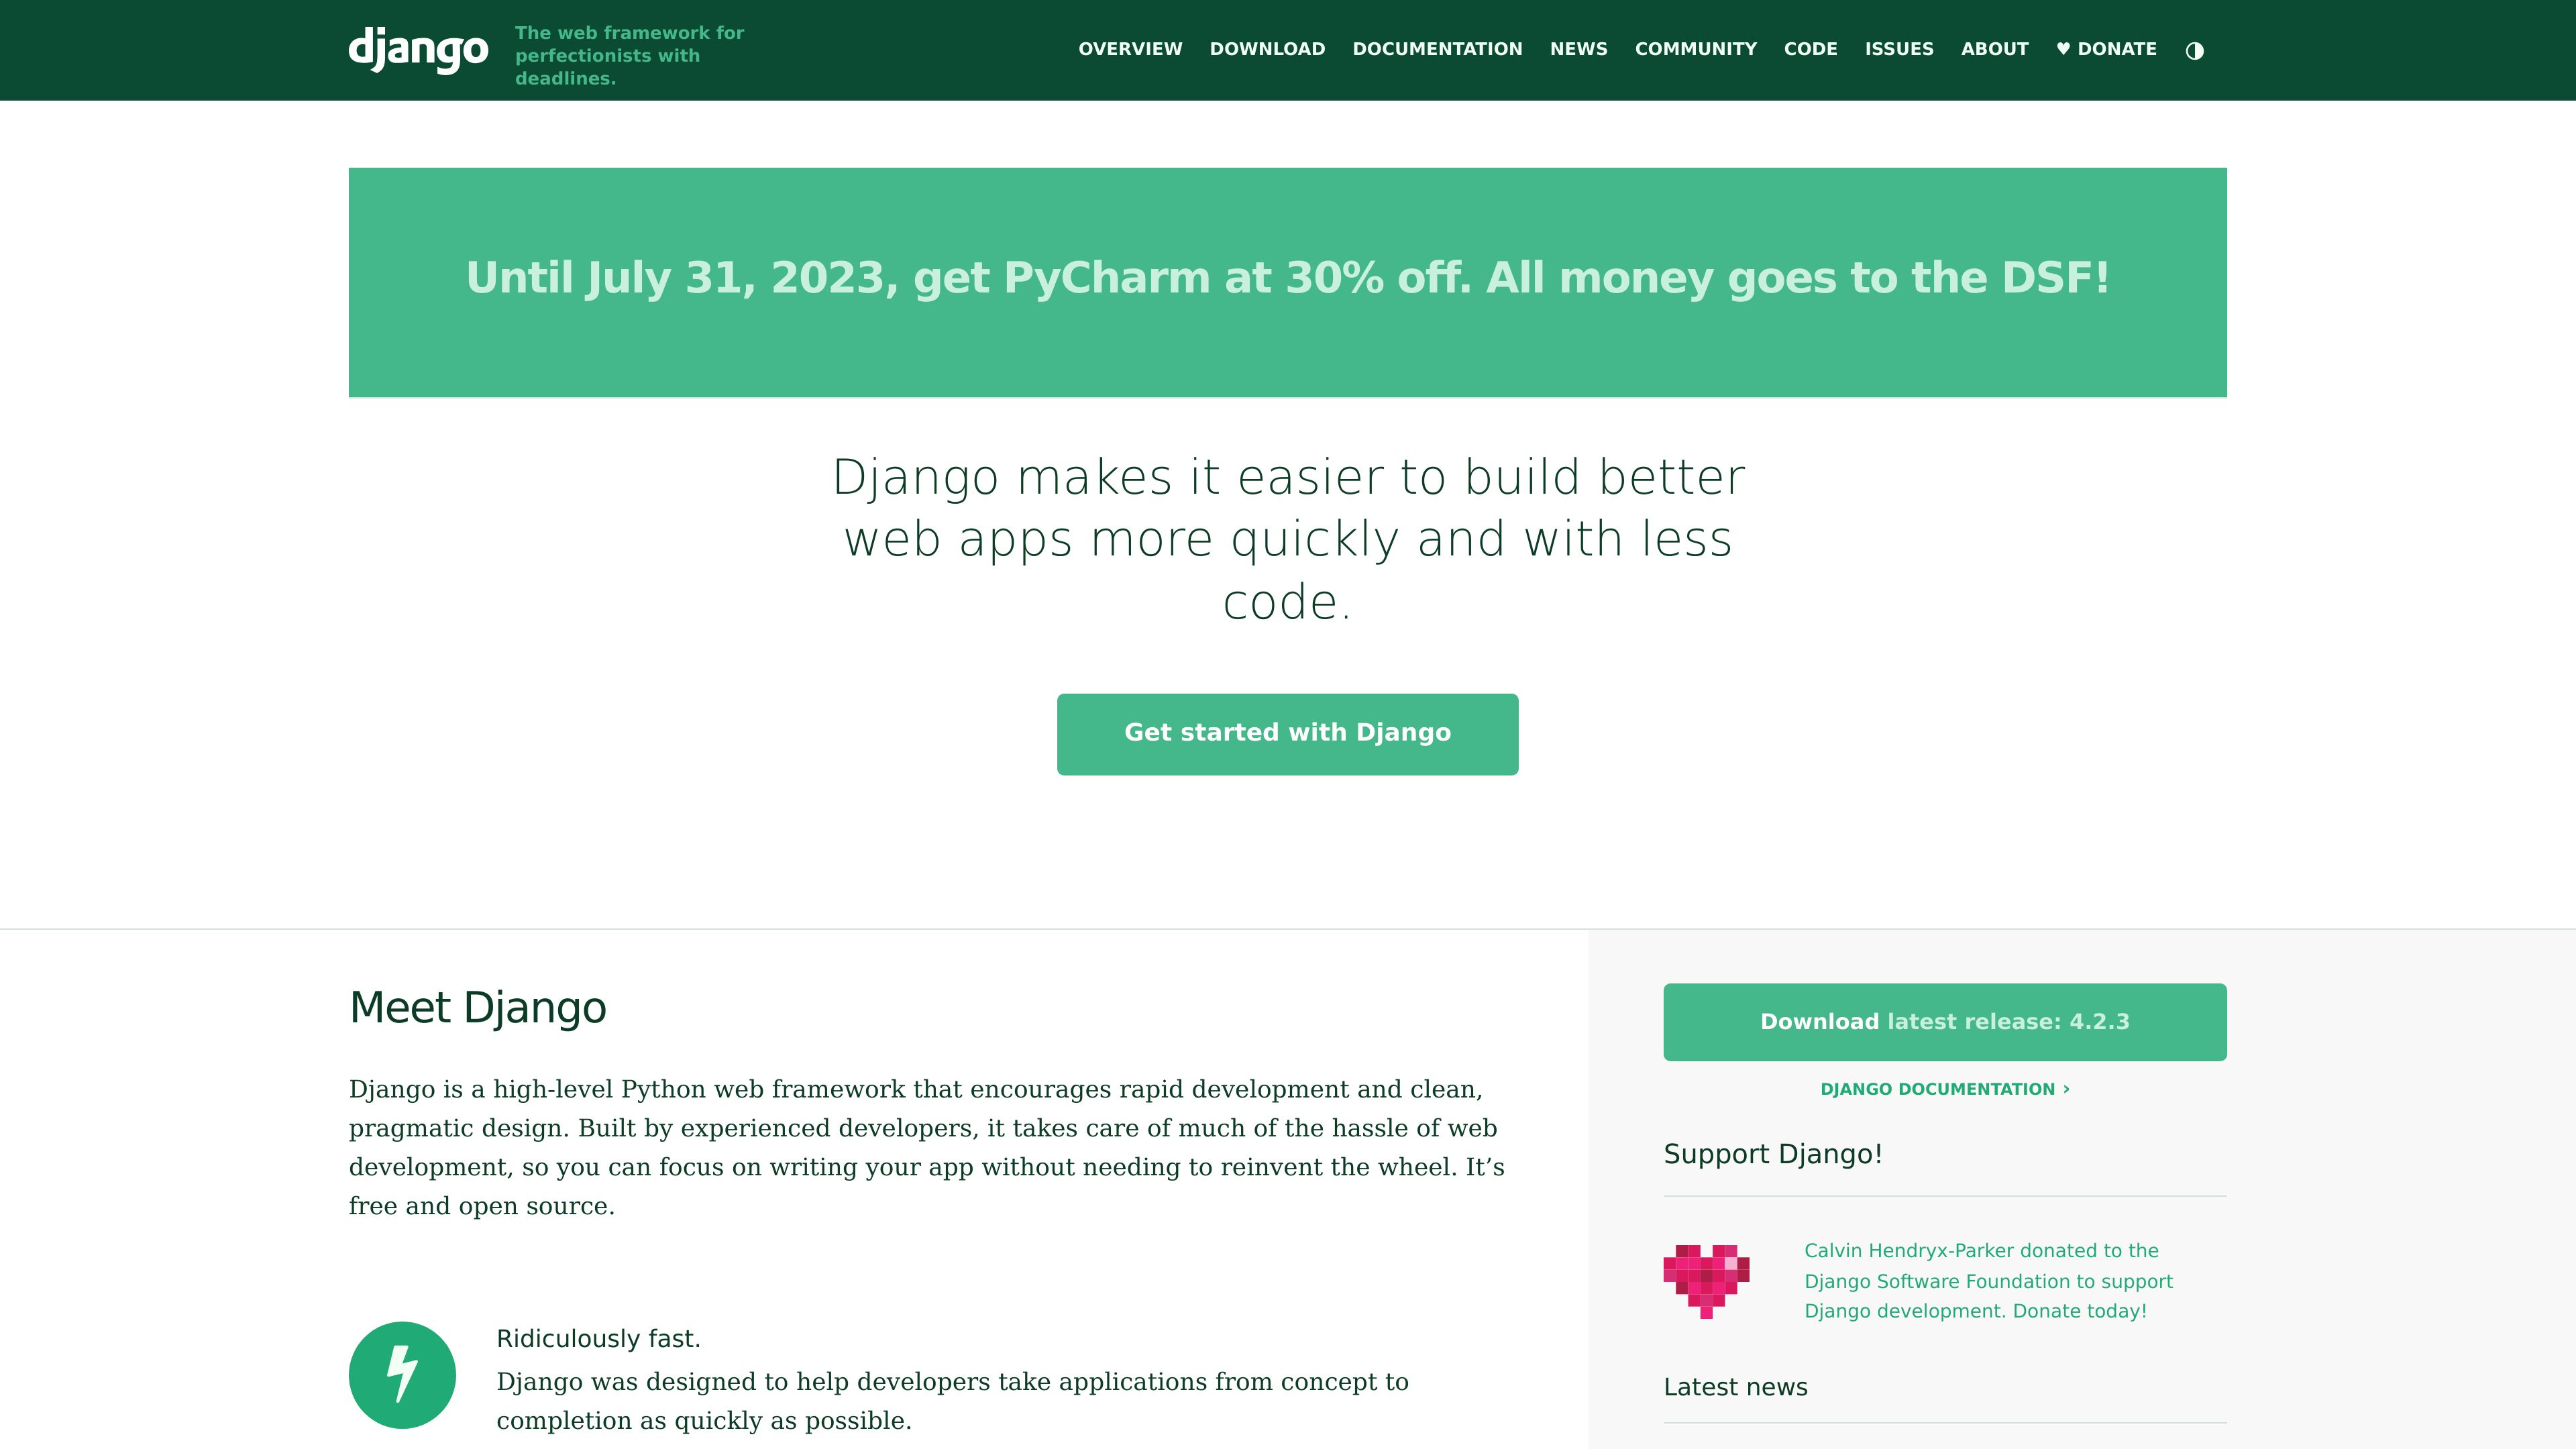 django
The web framework for
perfectionists with
deadlines.
OVERVIEW DOWNLOAD DOCUMENTATION NEWS COMMUNITY CODE ISSUES ABOUT ♥ DONATE
Until July 31, 2023, get PyCharm at 30% off. All money goes to the DSF!
Django makes it easier to build better
web apps more quickly and with less
code.
Get started with Django
Meet Django
Django is a high-level Python web framework that encourages rapid development and clean,
pragmatic design. Built by experienced developers, it takes care of much of the hassle of web
development, so you can focus on writing your app without needing to reinvent the wheel. It’s
free and open source.
Ridiculously fast.
Django was designed to help developers take applications from concept to
completion as quickly as possible.
Download latest release: 4.2.3
DJANGO DOCUMENTATION ›
Support Django!
Calvin Hendryx-Parker donated to the
Django Software Foundation to support
Django development. Donate today!
Latest news